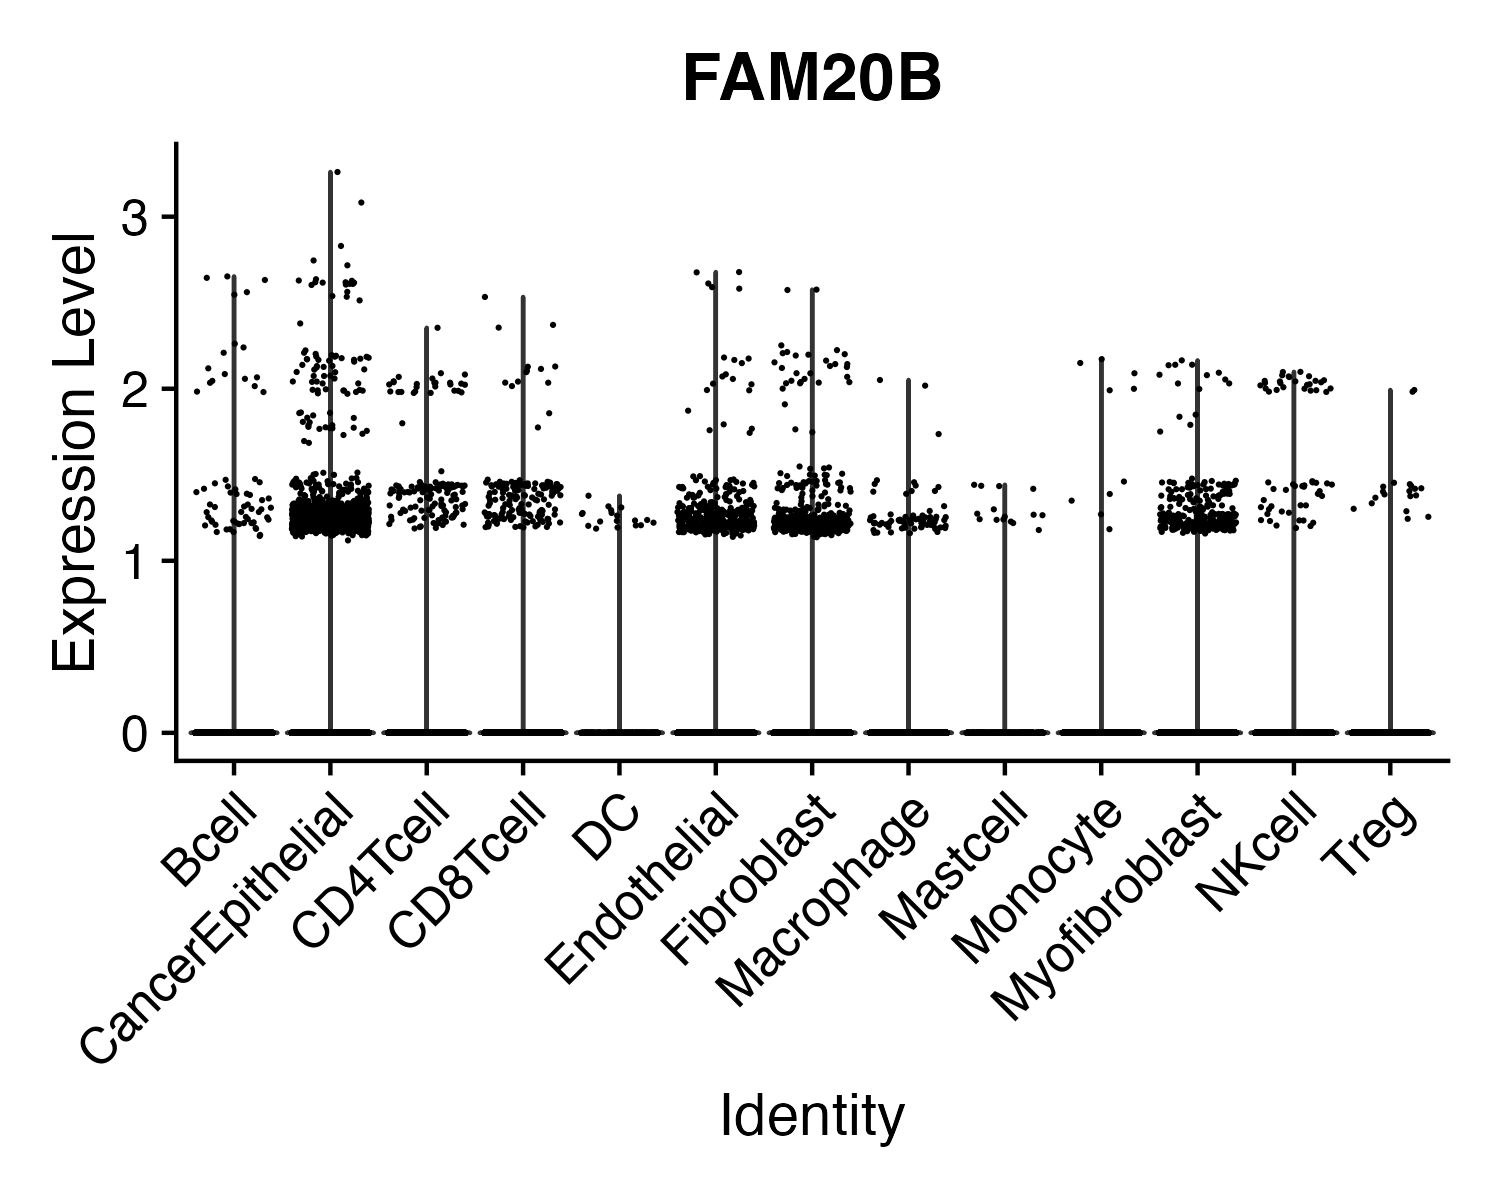 FAM20B
Expression Level
3
2
1
0
Bcell
CancerEpithelial
CD4Tcell
CD8Tcell
DC
Endothelial
Fibroblast
Macrophage
Mastcell
Monocyte
Myofibroblast
NKcell
Treg
Identity